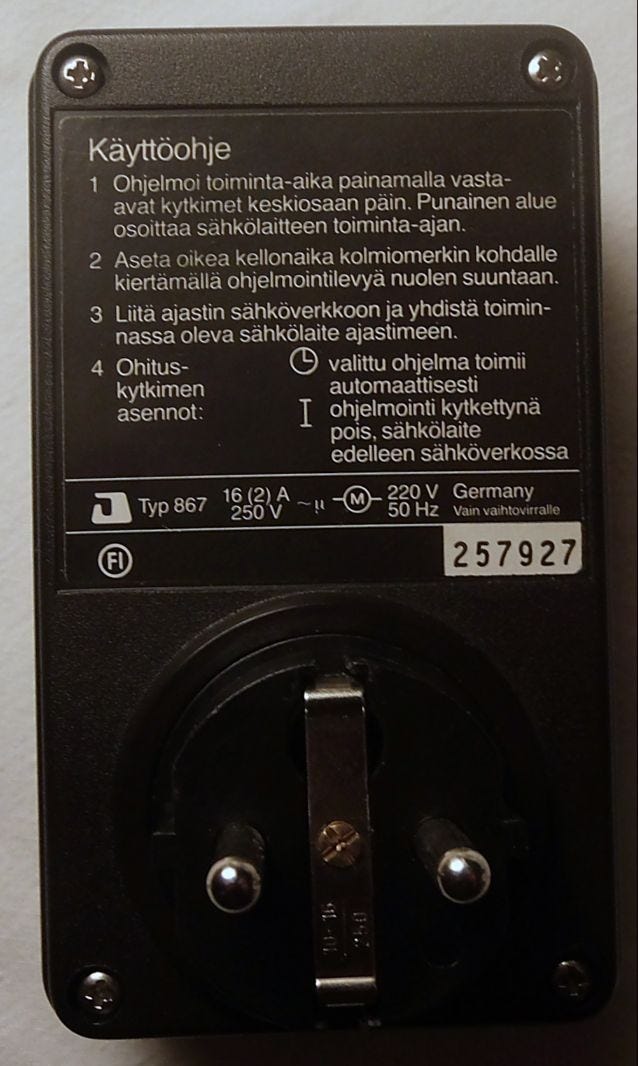 Käyttöohje
1 Ohjelmoi toiminta-aika painamalla vasta-
avat kytkimet keskiosaan päin. Punainen alue
osoittaa sähkölaitteen toiminta-ajan.
2 Aseta oikea kellonaika kolmiomerkin kohdalle
kiertämällä ohjelmointilevyä nuolen suuntaan.
3 Liitä ajastin sähköverkkoon ja yhdistä toimin-
nassa oleva sähkölaite ajastimeen.
4 Ohitus-
kytkimen
asennot:
valittu ohjelma toimii
automaattisesti
I ohjelmointi kytkettynä
pois, sähkölaite
edelleen sähköverkossa
Typ 867
16 (2) A
250 V ~ µ
M
220 V
50 Hz
Germany
Vain vaihtovirralle
FI
257927
10-16
250